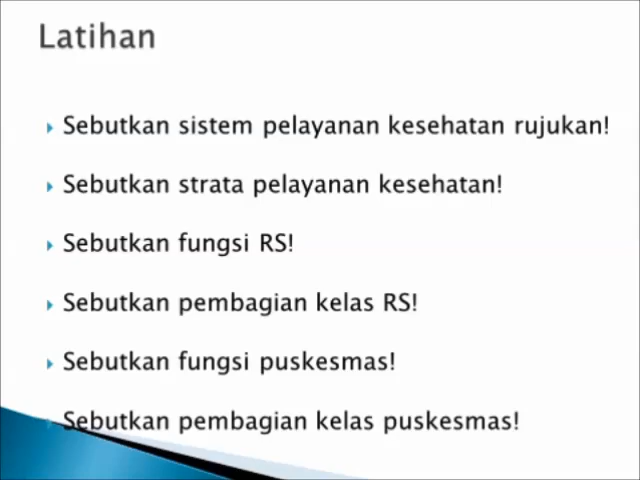 Latihan
Sebutkan sistem pelayanan kesehatan rujukan!
Sebutkan strata pelayanan kesehatan!
Sebutkan fungsi RS!
Sebutkan pembagian kelas RS!
Sebutkan fungsi puskesmas!
Sebutkan pembagian kelas puskesmas!